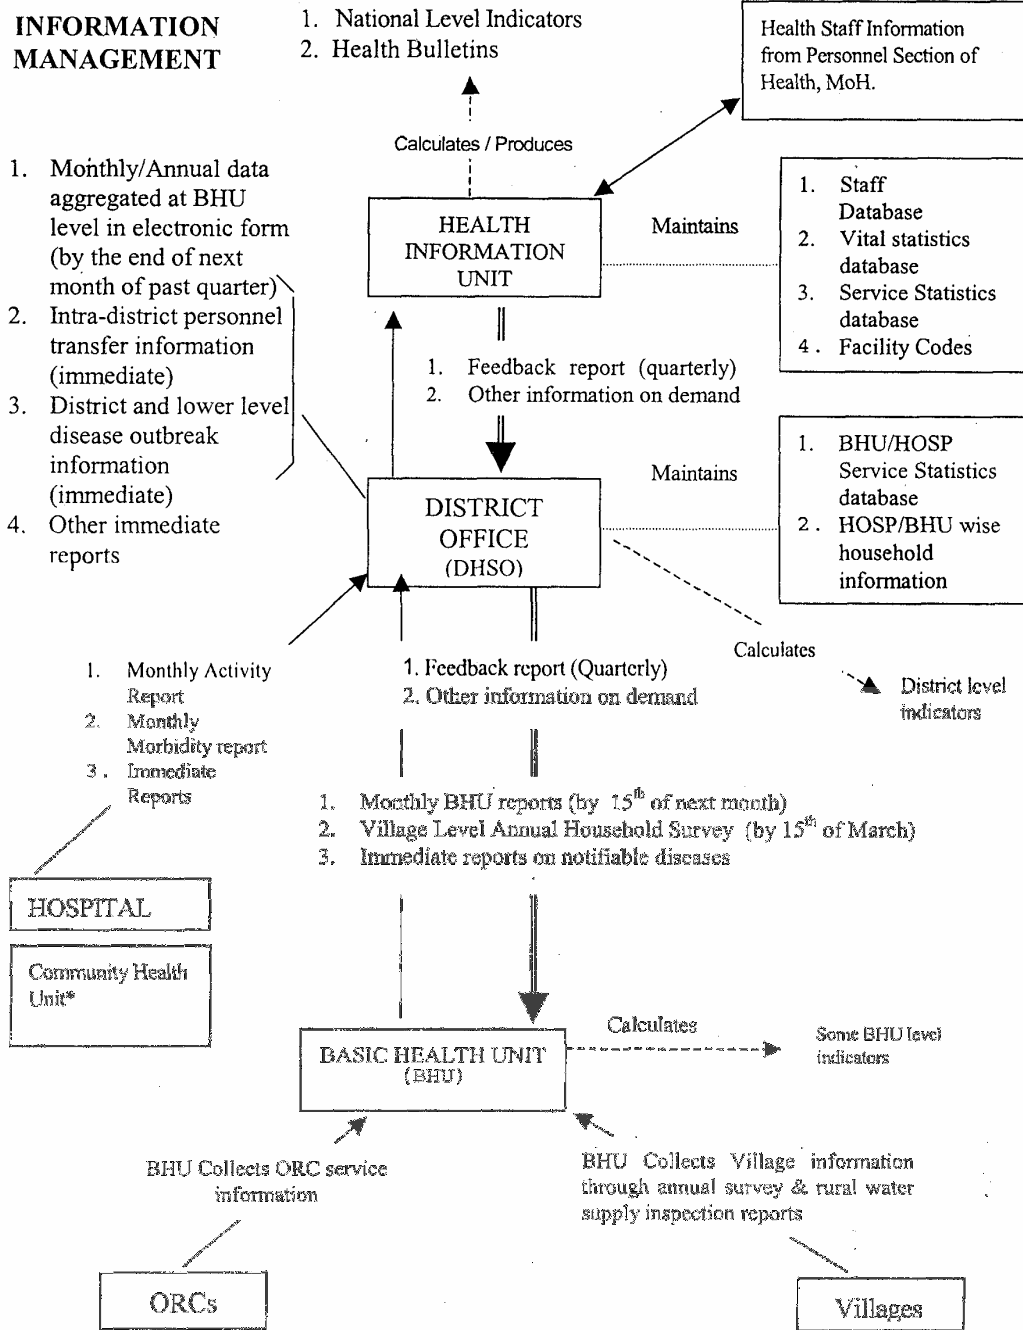 INFORMATION
MANAGEMENT
1. National Level Indicators
2. Health Bulletins
Health Staff Information
from Personnel Section of
Health, MoH.
Calculates / Produces
1. Monthly/Annual data
aggregated at BHU
level in electronic form
(by the end of next
month of past quarter)
2. Intra-district personnel
transfer information
(immediate)
3. District and lower level
disease outbreak
information
(immediate)
4. Other immediate
reports
HEALTH
INFORMATION
UNIT
Maintains
1. Staff
Database
2. Vital statistics
database
3. Service Statistics
database
4. Facility Codes
1. Feedback report (quarterly)
2. Other information on demand
DISTRICT
OFFICE
(DHSO)
Maintains
1. BHU/HOSP
Service Statistics
database
2. HOSP/BHU wise
household
information
Calculates
District level
indicators
1. Monthly Activity
Report
2. Monthly
Morbidity report
3. Immediate
Reports
1. Feedback report (Quarterly)
2. Other information on demand
1. Monthly BHU reports (by 15th of next month)
2. Village Level Annual Household Survey (by 15th of March)
3. Immediate reports on notifiable diseases
HOSPITAL
Community Health
Unit*
BASIC HEALTH UNIT
(BHU)
Calculates
Some BHU level
indicators
BHU Collects ORC service
information
BHU Collects Village information
through annual survey & rural water
supply inspection reports
ORCs
Villages